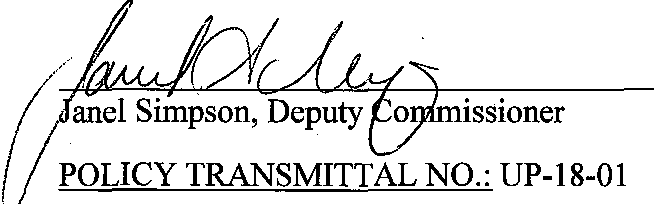 Janel Simpson, Deputy Commissioner
POLICY TRANSMITTAL NO.: UP-18-01